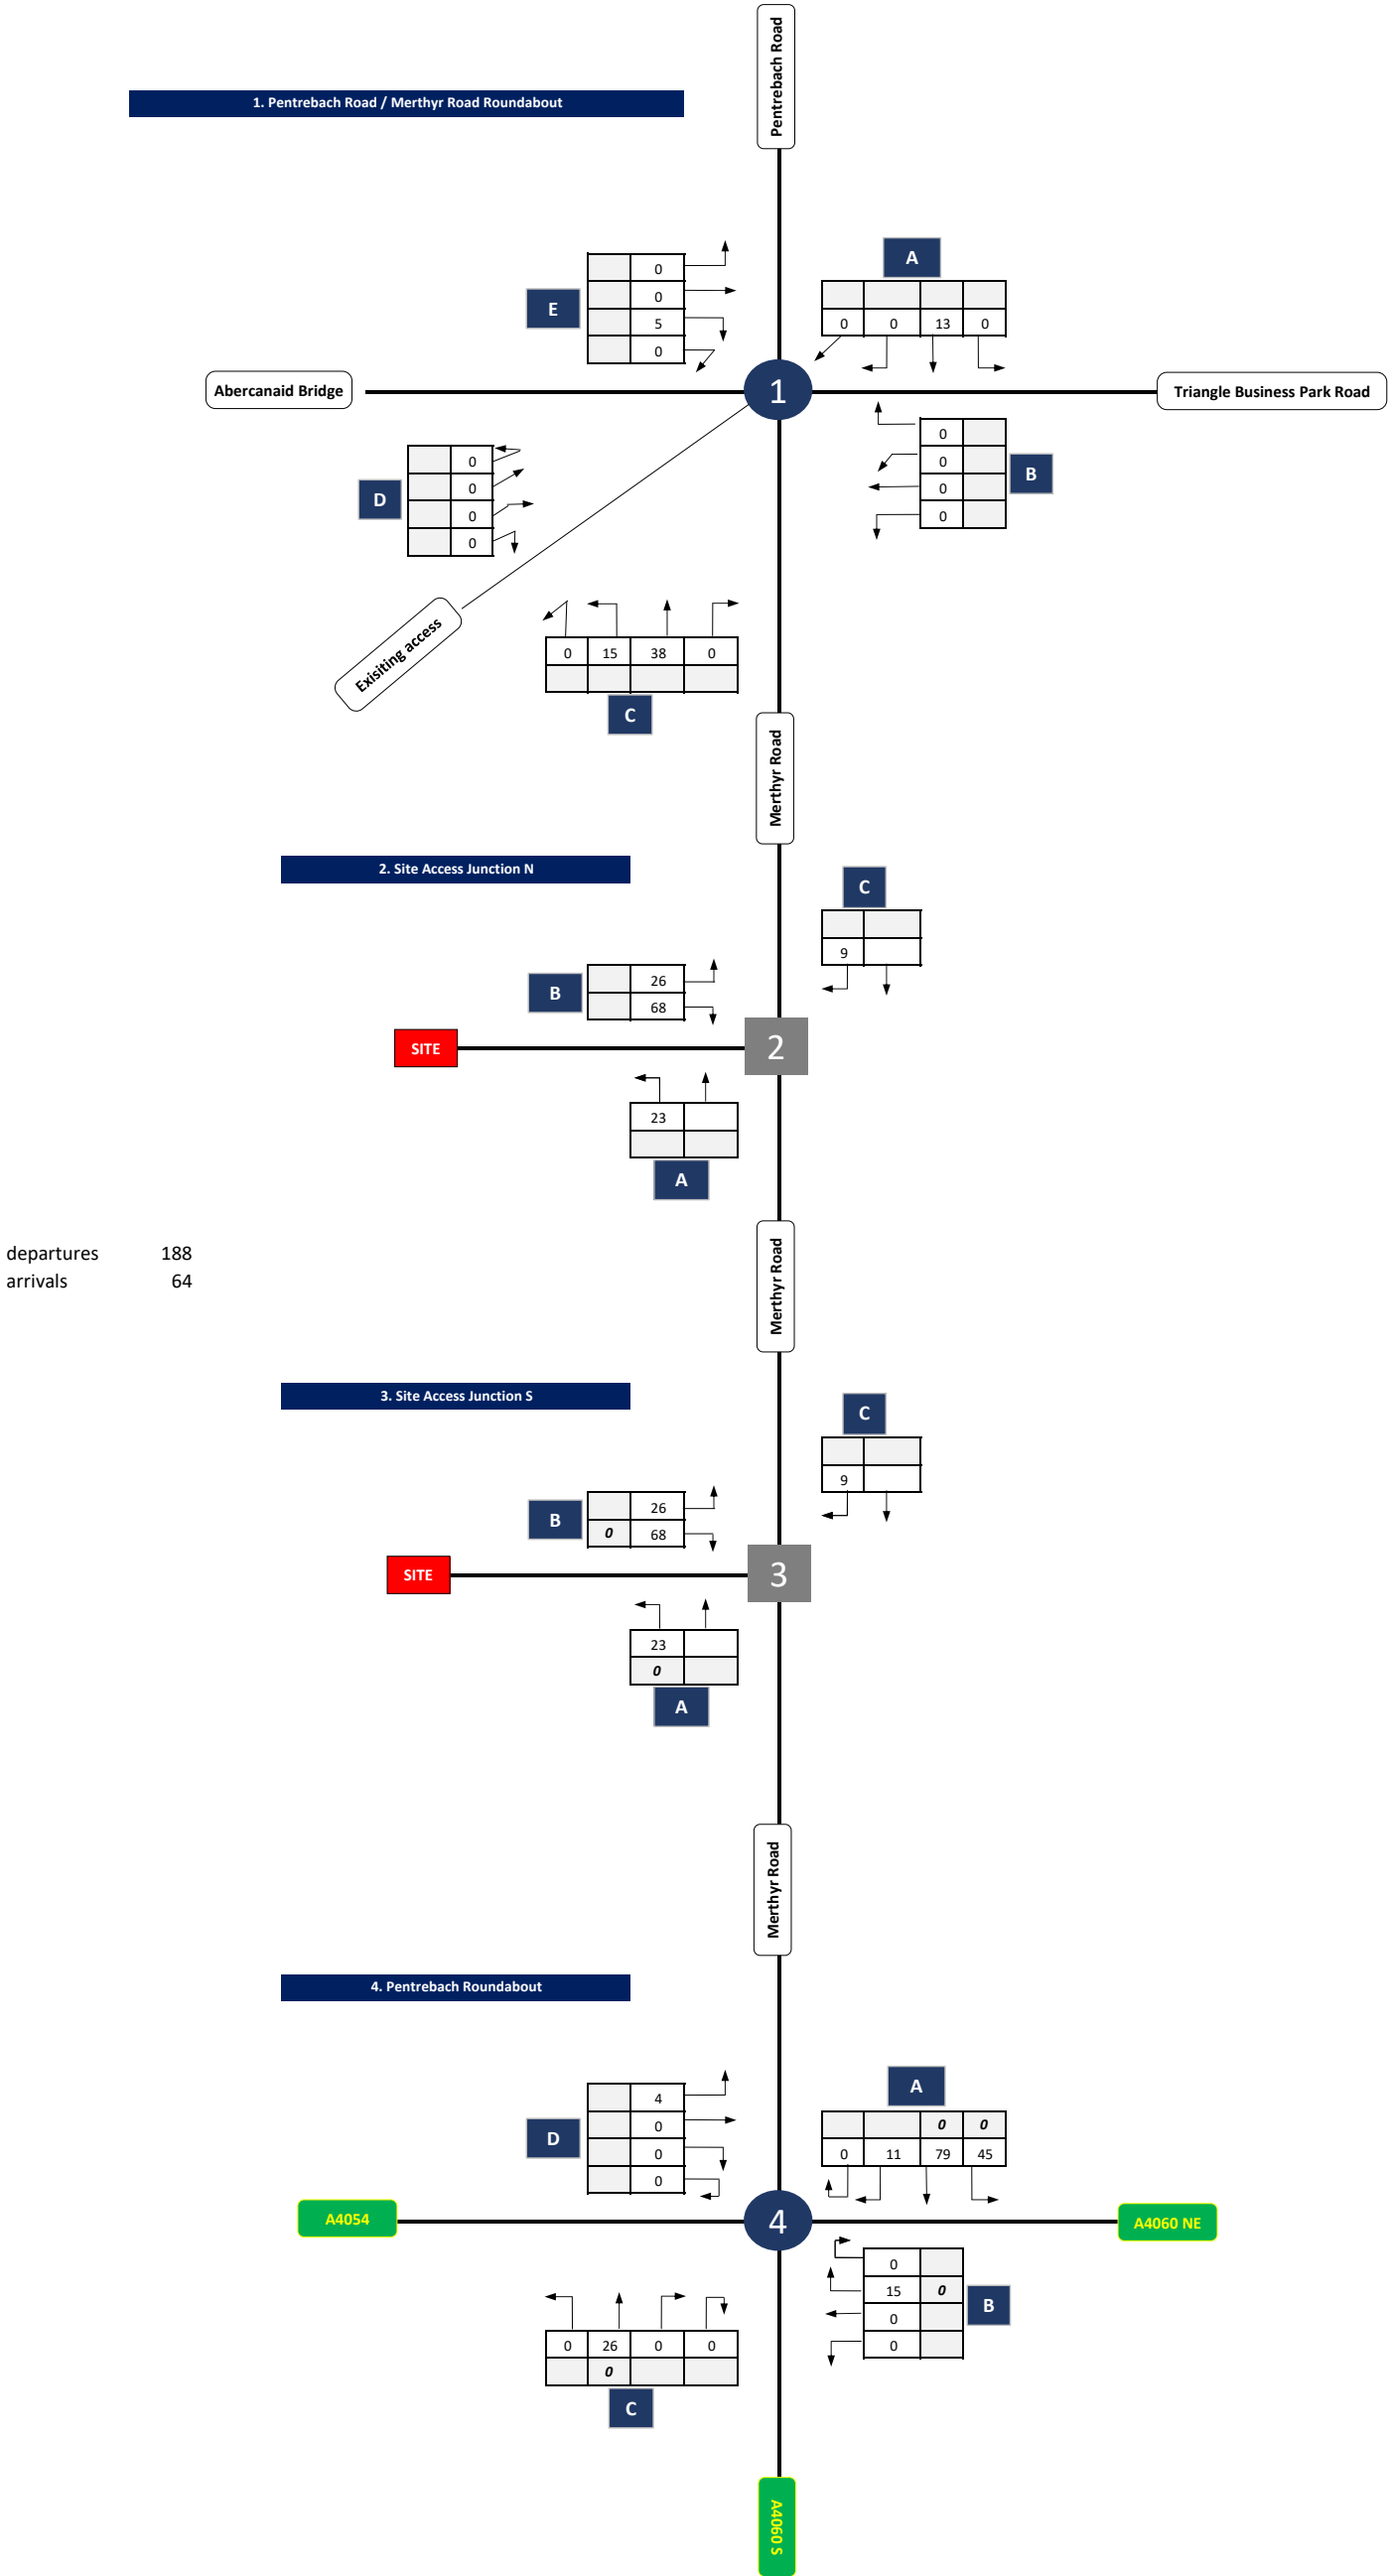 Pentrebach Road
1. Pentrebach Road / Merthyr Road Roundabout
A
0
0
E
5
0
0 0 13 0
Abercanaid Bridge
1
Triangle Business Park Road
0
0
0
0
B
D
0
0
0
0
Exisiting access
0 15 38 0
C
Merthyr Road
2. Site Access Junction N
C
9
B
26
68
SITE
2
23
A
departures 188
arrivals 64
Merthyr Road
3. Site Access Junction S
C
9
B
26
0 68
SITE
3
23
0
A
Merthyr Road
4. Pentrebach Roundabout
D
4
0
0
0
A
0 0
0 11 79 45
A4054
4
A4060 NE
0
15 0
0
0
B
0 26 0 0
0
C
A4060 S